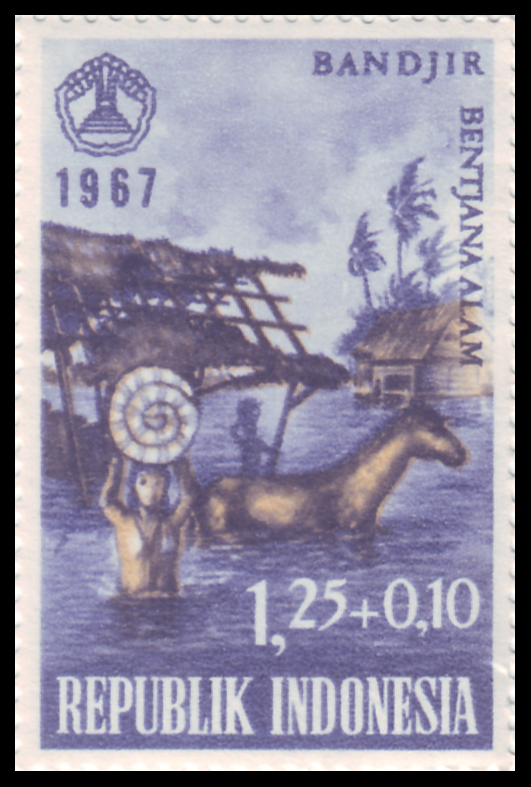 BANDJIR
1967
BENTJANA ALAM
1,25+0,10
REPUBLIK INDONESIA